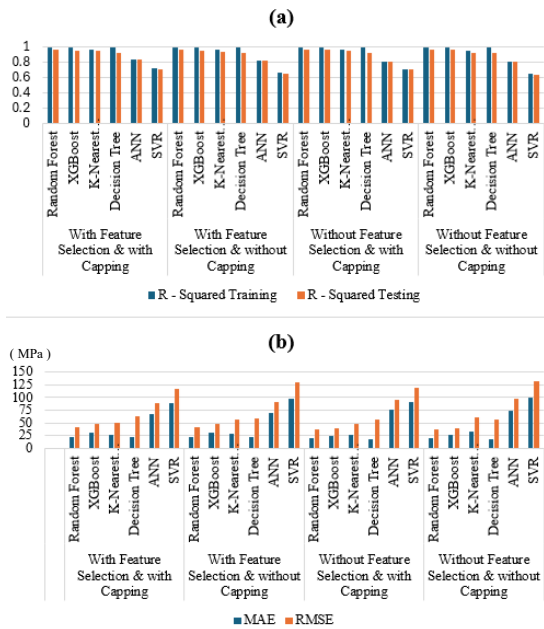 (a)
1
0.8
0.6
0.4
0.2
0
Random Forest
XGBoost
K-Nearest...
Decision Tree
ANN
SVR
Random Forest
XGBoost
K-Nearest...
Decision Tree
ANN
SVR
Random Forest
XGBoost
K-Nearest...
Decision Tree
ANN
SVR
Random Forest
XGBoost
K-Nearest...
Decision Tree
ANN
SVR
With Feature
Selection & with
Capping
With Feature
Selection & without
Capping
Without Feature
Selection & with
Capping
Without Feature
Selection & without
Capping
R - Squared Training
R - Squared Testing
(b)
( MPa)
150
125
100
75
50
25
0
Random Forest
XGBoost
K-Nearest...
Decision Tree
ANN
SVR
Random Forest
XGBoost
K-Nearest...
Decision Tree
ANN
SVR
Random Forest
XGBoost
K-Nearest...
Decision Tree
ANN
SVR
Random Forest
XGBoost
K-Nearest...
Decision Tree
ANN
SVR
With Feature
Selection & with
Capping
With Feature
Selection & without
Capping
Without Feature
Selection & with
Capping
Without Feature
Selection & without
Capping
MAE
RMSE